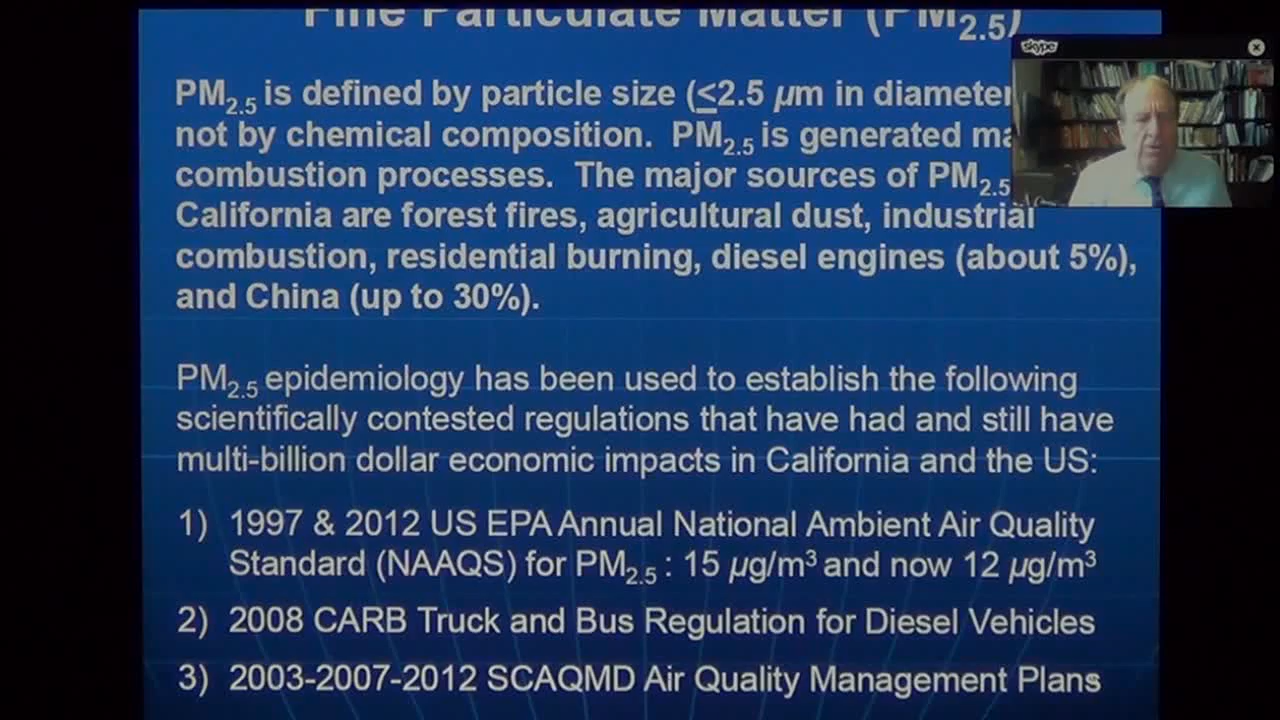 Fine Particulate Matter (PM2.5)
skype
PM2.5 is defined by particle size (≤2.5 µm in diameter
not by chemical composition. PM2.5 is generated
combustion processes. The major sources of PM2.5
California are forest fires, agricultural dust, industrial
combustion, residential burning, diesel engines (about 5%),
and China (up to 30%).
PM2.5 epidemiology has been used to establish the following
scientifically contested regulations that have had and still have
multi-billion dollar economic impacts in California and the US:
1) 1997 & 2012 US EPA Annual National Ambient Air Quality
Standard (NAAQS) for PM2.5 : 15 µg/m³ and now 12 µg/m³
2) 2008 CARB Truck and Bus Regulation for Diesel Vehicles
3) 2003-2007-2012 SCAQMD Air Quality Management Plans